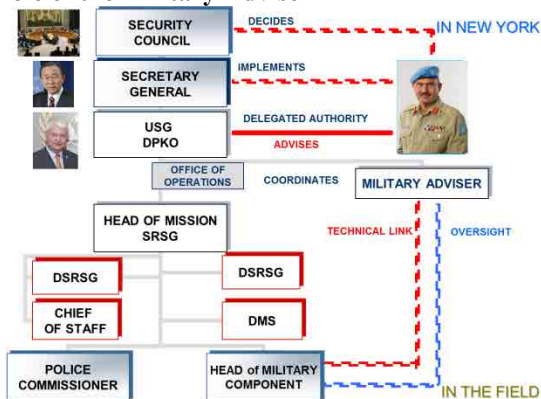 SECURITY
COUNCIL
DECIDES
IN NEW YORK
SECRETARY
GENERAL
IMPLEMENTS
USG
DPKO
DELEGATED AUTHORITY
ADVISES
OFFICE OF
OPERATIONS
COORDINATES
MILITARY ADVISER
HEAD OF MISSION
SRSG
TECHNICAL LINK
OVERSIGHT
DSRSG
DSRSG
CHIEF
OF STAFF
DMS
POLICE
COMMISSIONER
HEAD of MILITARY
COMPONENT
IN THE FIELD